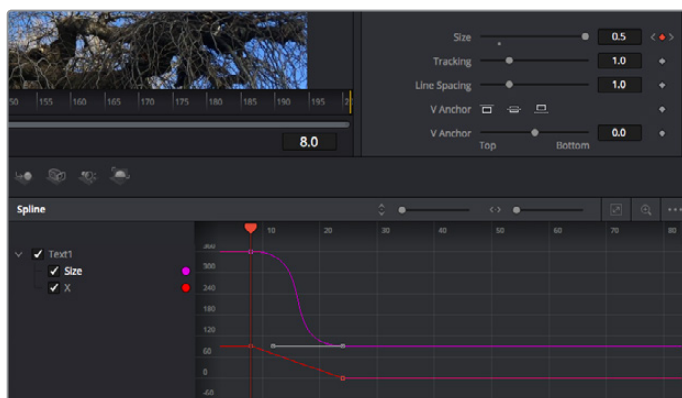 Size 0.5
Tracking 1.0
Line Spacing 1.0
V Anchor
V Anchor 0.0
Top Bottom
50 155 160 165 170 175 180 185 190 195
8.0
Spline
10 20 30 40 50 60 70 80
Text1
Size
X
360
300
240
180
120
60
0
-60